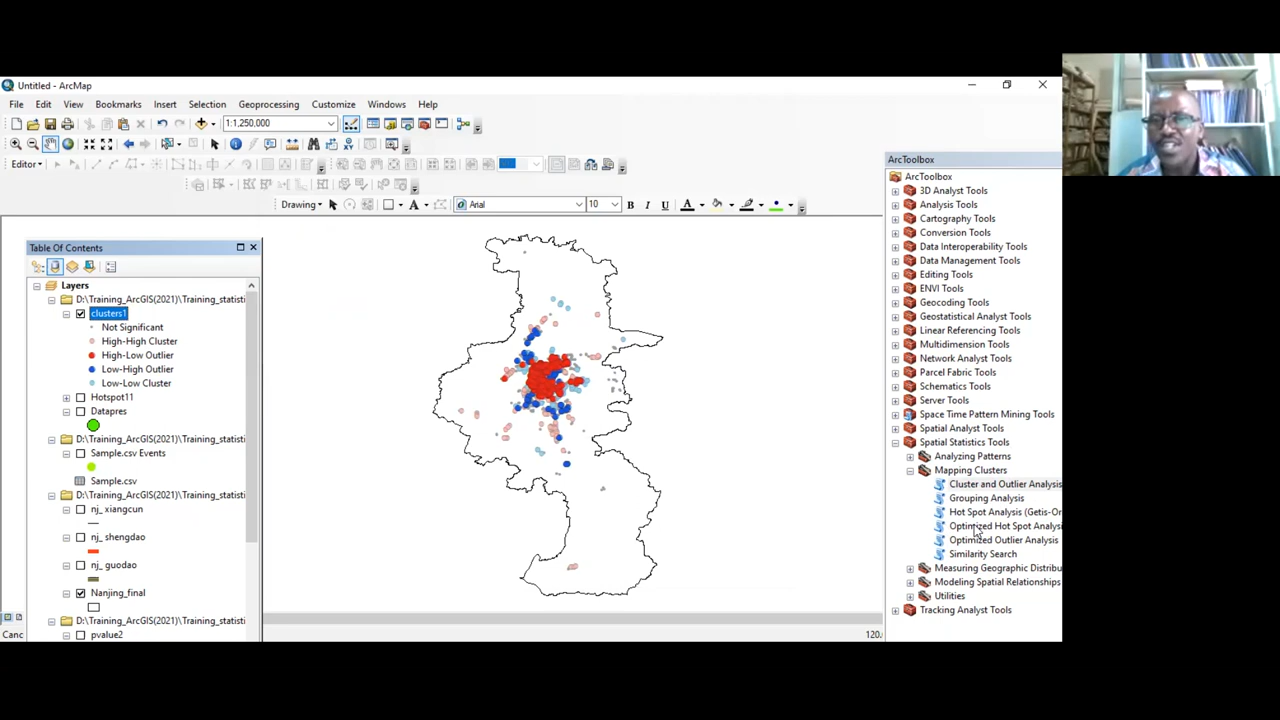 Untitled - ArcMap
File Edit View Bookmarks Insert Selection Geoprocessing Customize Windows Help
1:1,250,000
Editor
Drawing A Arial 10 B I U A
Table Of Contents
Layers
D:\Training_ArcGIS(2021)\Training_statisti
clusters1
Not Significant
High-High Cluster
High-Low Outlier
Low-High Outlier
Low-Low Cluster
Hotspot11
Datapres
D:\Training_ArcGIS(2021)\Training_statisti
Sample.csv Events
Sample.csv
D:\Training_ArcGIS(2021)\Training_statisti
nj_xiangcun
nj_shengdao
nj_guodao
Nanjing_final
D:\Training_ArcGIS(2021)\Training_statisti
pvalue2
Canc
120.
ArcToolbox
ArcToolbox
3D Analyst Tools
Analysis Tools
Cartography Tools
Conversion Tools
Data Interoperability Tools
Data Management Tools
Editing Tools
ENVI Tools
Geocoding Tools
Geostatistical Analyst Tools
Linear Referencing Tools
Multidimension Tools
Network Analyst Tools
Parcel Fabric Tools
Schematics Tools
Server Tools
Space Time Pattern Mining Tools
Spatial Analyst Tools
Spatial Statistics Tools
Analyzing Patterns
Mapping Clusters
Cluster and Outlier Analysis
Grouping Analysis
Hot Spot Analysis (Getis-Or
Optimized Hot Spot Analysi
Optimized Outlier Analysis
Similarity Search
Measuring Geographic Distribu
Modeling Spatial Relationships
Utilities
Tracking Analyst Tools